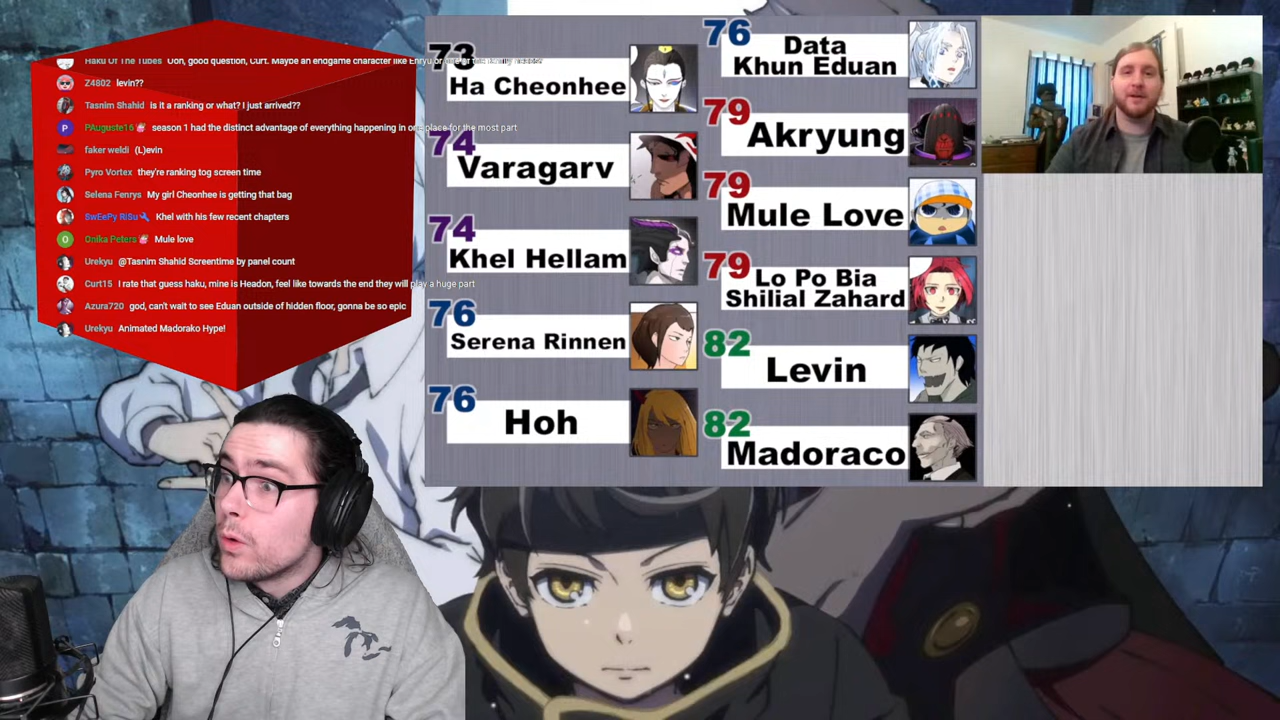 Haku Of The Tubes Ooh, good question, Curt. Maybe an endgame character like Enryu or
Z4802 levin??
Tasnim Shahid is it a ranking or what? I just arrived??
P PAuguste16 season 1 had the distinct advantage of everything happening in one place for the most part
faker weldi (L)evin
Pyro Vortex they're ranking tog screen time
Selena Fenrys My girl Cheonhee is getting that bag
SwEePy RiSu Khel with his few recent chapters
O Onika Peters Mule love
Urekyu @Tasnim Shahid Screentime by panel count
Curt15 I rate that guess haku, mine is Headon, feel like towards the end they will play a huge part
Azura720 god, can't wait to see Eduan outside of hidden floor, gonna be so epic
Urekyu Animated Madorako Hype!
73
Ha Cheonhee
74
Varagarv
74
Khel Hellam
76
Serena Rinnen
76
Hoh
76
Data
Khun Eduan
79
Akryung
79
Mule Love
79
Lo Po Bia
Shilial Zahard
82
Levin
82
Madoraco